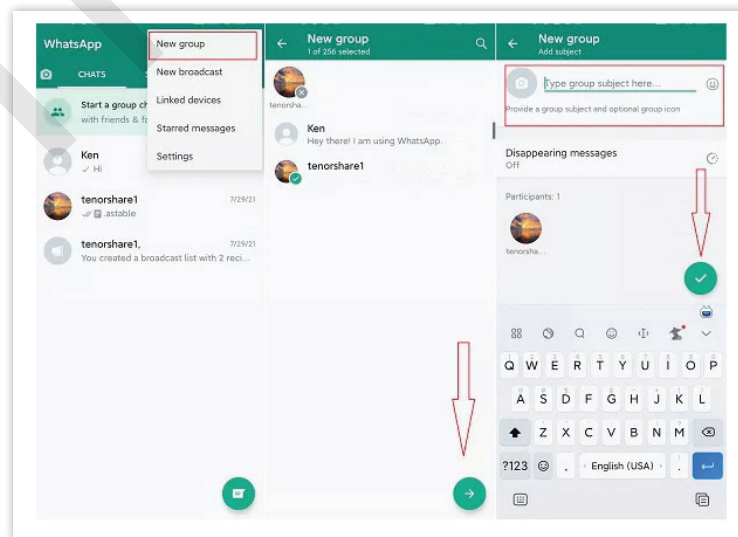 WhatsApp
New group
CHATS
New broadcast
Linked devices
Start a group ch
with friends & fa
Starred messages
Settings
Ken
Hi
tenorshare1
7/29/21
.astable
tenorshare1,
7/29/21
You created a broadcast list with 2 reci...
New group
1 of 256 selected
tenorsha...
Ken
Hey there! I am using WhatsApp.
tenorshare1
New group
Add subject
Type group subject here...
Provide a group subject and optional group icon
Disappearing messages
Off
Participants: 1
tenorsha...
Q W E R T Y U I O P
A S D F G H J K L
Z X C V B N M
?123 , English (USA) .